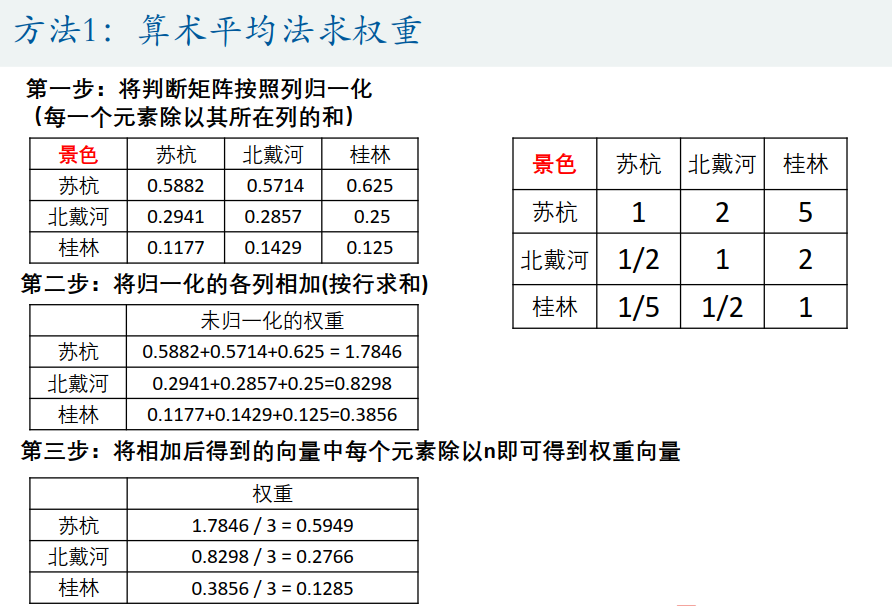 方法1：算术平均法求权重
第一步：将判断矩阵按照列归一化
（每一个元素除以其所在列的和）
景色 苏杭 北戴河 桂林
苏杭 0.5882 0.5714 0.625
北戴河 0.2941 0.2857 0.25
桂林 0.1177 0.1429 0.125
第二步：将归一化的各列相加(按行求和)
未归一化的权重
苏杭 0.5882+0.5714+0.625 = 1.7846
北戴河 0.2941+0.2857+0.25=0.8298
桂林 0.1177+0.1429+0.125=0.3856
第三步：将相加后得到的向量中每个元素除以n即可得到权重向量
权重
苏杭 1.7846 / 3 = 0.5949
北戴河 0.8298 / 3 = 0.2766
桂林 0.3856 / 3 = 0.1285
景色 苏杭 北戴河 桂林
苏杭 1 2 5
北戴河 1/2 1 2
桂林 1/5 1/2 1